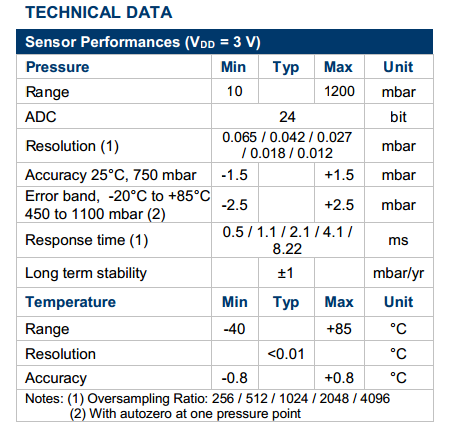 TECHNICAL DATA
Sensor Performances (VDD = 3 V)
Pressure Min Typ Max Unit
Range 10 1200 mbar
ADC 24 bit
Resolution (1) 0.065 / 0.042 / 0.027
/ 0.018 / 0.012 mbar
Accuracy 25°C, 750 mbar -1.5 +1.5 mbar
Error band, -20°C to +85°C
450 to 1100 mbar (2) -2.5 +2.5 mbar
Response time (1) 0.5 / 1.1 / 2.1 / 4.1 /
8.22 ms
Long term stability ±1 mbar/yr
Temperature Min Typ Max Unit
Range -40 +85 °C
Resolution <0.01 °C
Accuracy -0.8 +0.8 °C
Notes: (1) Oversampling Ratio: 256 / 512 / 1024 / 2048 / 4096
(2) With autozero at one pressure point